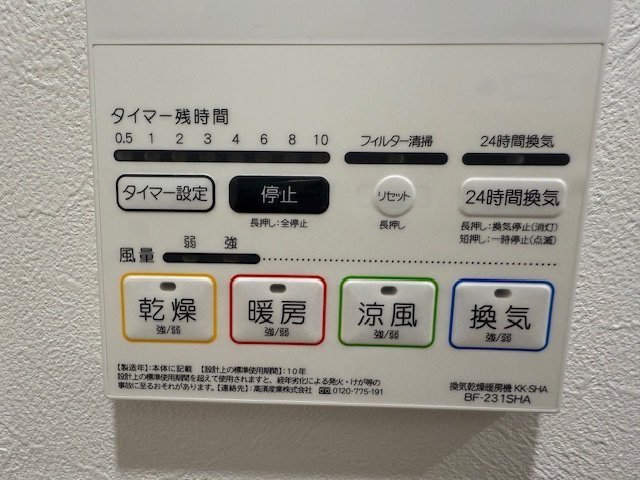 タイマー残時間
0.5 1 2 3 4 6 8 10 フィルター清掃 24時間換気
タイマー設定 停止 リセット 24時間換気
長押し:全停止 長押し 長押し:換気停止(消灯)
短押し:一時停止(点滅)
風量 弱 強
乾燥 暖房 涼風 換気
強/弱 強/弱 強/弱 強/弱
【製造年】:本体に記載 【設計上の標準使用期間】:10年
設計上の標準使用期間を超えて使用されますと、経年劣化による発火・けが等の
事故に至るおそれがあります。【連絡先】:高須産業株式会社 0120-775-191
換気乾燥暖房機 KK-SHA
BF-231SHA